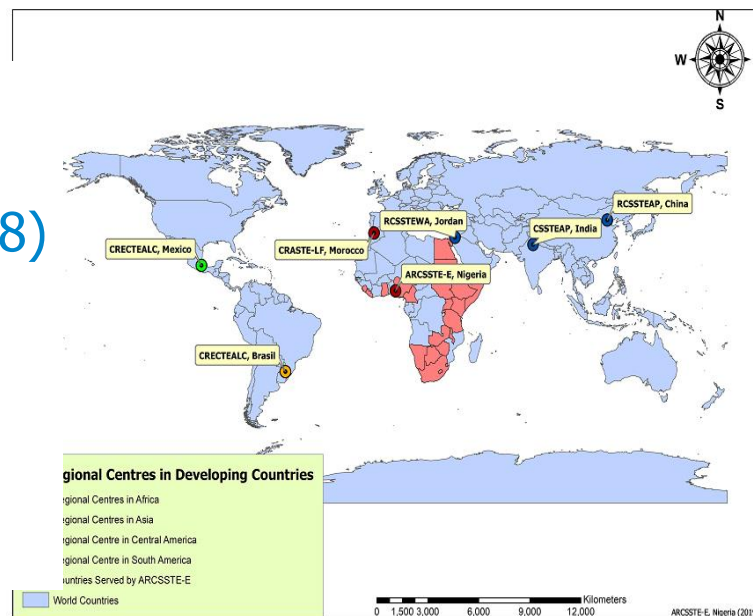 N
W
E
S
8)
RCSSTEAP, China
RCSSTEWA, Jordan
CSSTEAP, India
CRECTEALC, Mexico
CRASTE-LF, Morocco
ARCSSTE-E, Nigeria
CRECTEALC, Brasil
gional Centres in Developing Countries
egional Centres in Africa
egional Centres in Asia
egional Centre in Central America
egional Centre in South America
ountries Served by ARCSSTE-E
World Countries
Kilometers
0 1,500 3,000 6,000 9,000 12,000
ARCSSTE-E, Nigeria (201